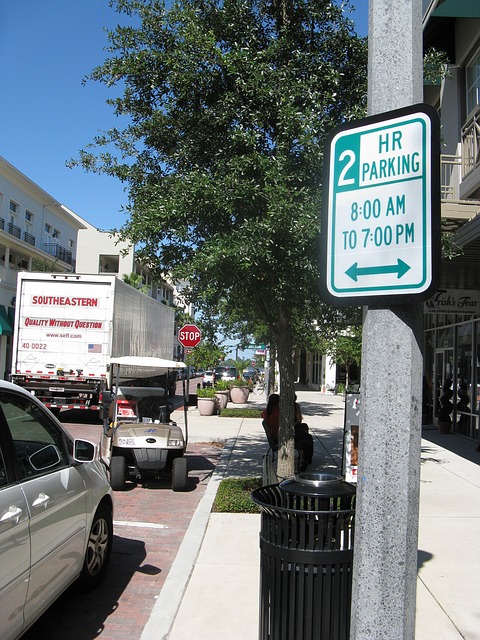 2 HR
PARKING
8:00 AM
TO 7:00 PM
SOUTHEASTERN
QUALITY WITHOUT QUESTION
www.sefl.com
40 0022
STOP